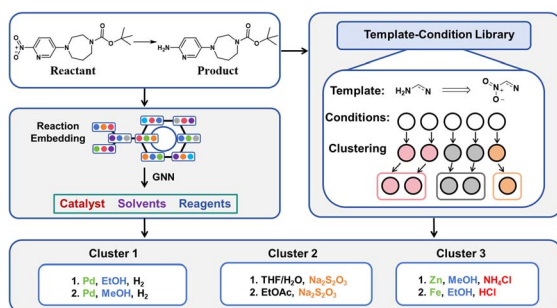 Reactant
Product
Template-Condition Library
Template:
Conditions:
Clustering
Reaction
Embedding
GNN
Catalyst Solvents Reagents
Cluster 1
1. Pd, EtOH, H₂
2. Pd, MeOH, H₂
Cluster 2
1. THF/H₂O, Na₂S₂O₃
2. EtOAc, Na₂S₂O₃
Cluster 3
1. Zn, MeOH, NH₄Cl
2. Fe, EtOH, HCl